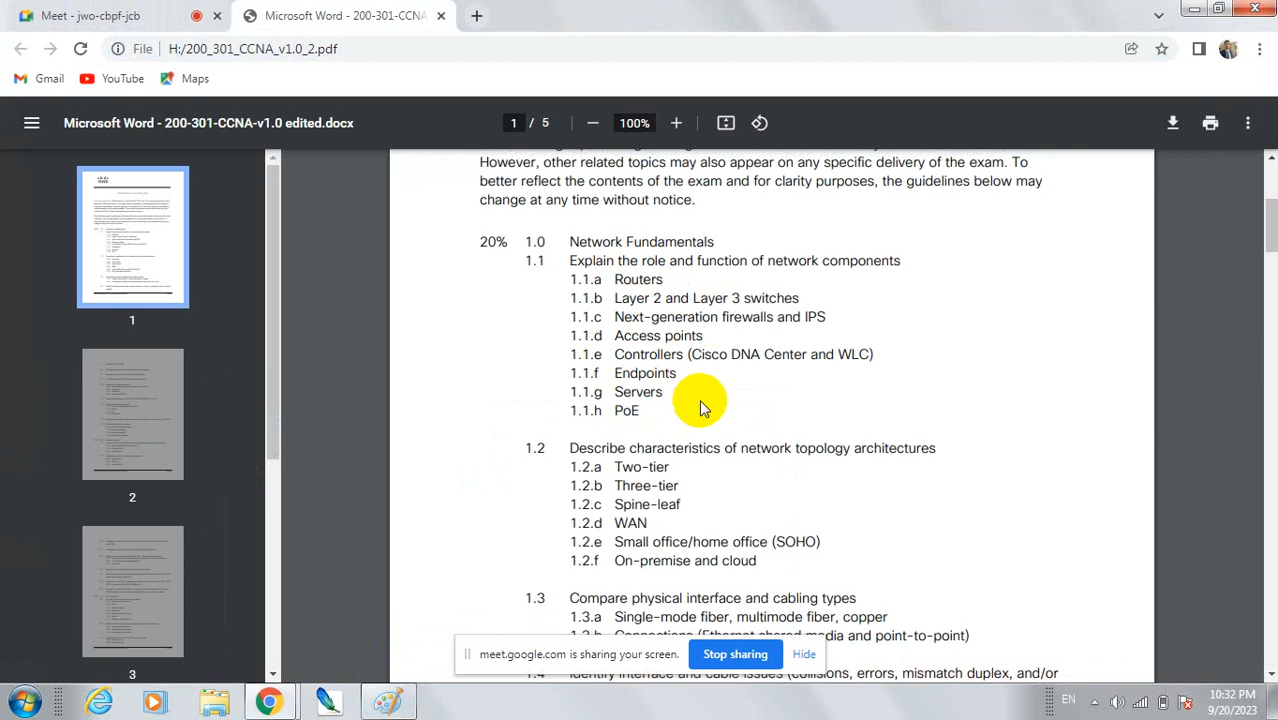 Meet - jwo-cbpf-jcb
Microsoft Word - 200-301-CCNA
File
H:/200_301_CCNA_v1.0_2.pdf
Gmail
YouTube
Maps
Microsoft Word - 200-301-CCNA-v1.0 edited.docx
1 / 5
100%
However, other related topics may also appear on any specific delivery of the exam. To
better reflect the contents of the exam and for clarity purposes, the guidelines below may
change at any time without notice.
20% 1.0 Network Fundamentals
1.1 Explain the role and function of network components
1.1.a Routers
1.1.b Layer 2 and Layer 3 switches
1.1.c Next-generation firewalls and IPS
1.1.d Access points
1.1.e Controllers (Cisco DNA Center and WLC)
1.1.f Endpoints
1.1.g Servers
1.1.h PoE
1.2 Describe characteristics of network topology architectures
1.2.a Two-tier
1.2.b Three-tier
1.2.c Spine-leaf
1.2.d WAN
1.2.e Small office/home office (SOHO)
1.2.f On-premise and cloud
1.3 Compare physical interface and cabling types
1.3.a Single-mode fiber, multimode fiber, copper
1.3.b Connections (Ethernet shared media and point-to-point)
1.4 Identify interface and cable issues (collisions, errors, mismatch duplex, and/or
1
2
3
meet.google.com is sharing your screen.
Stop sharing
Hide
EN
10:32 PM
9/20/2023